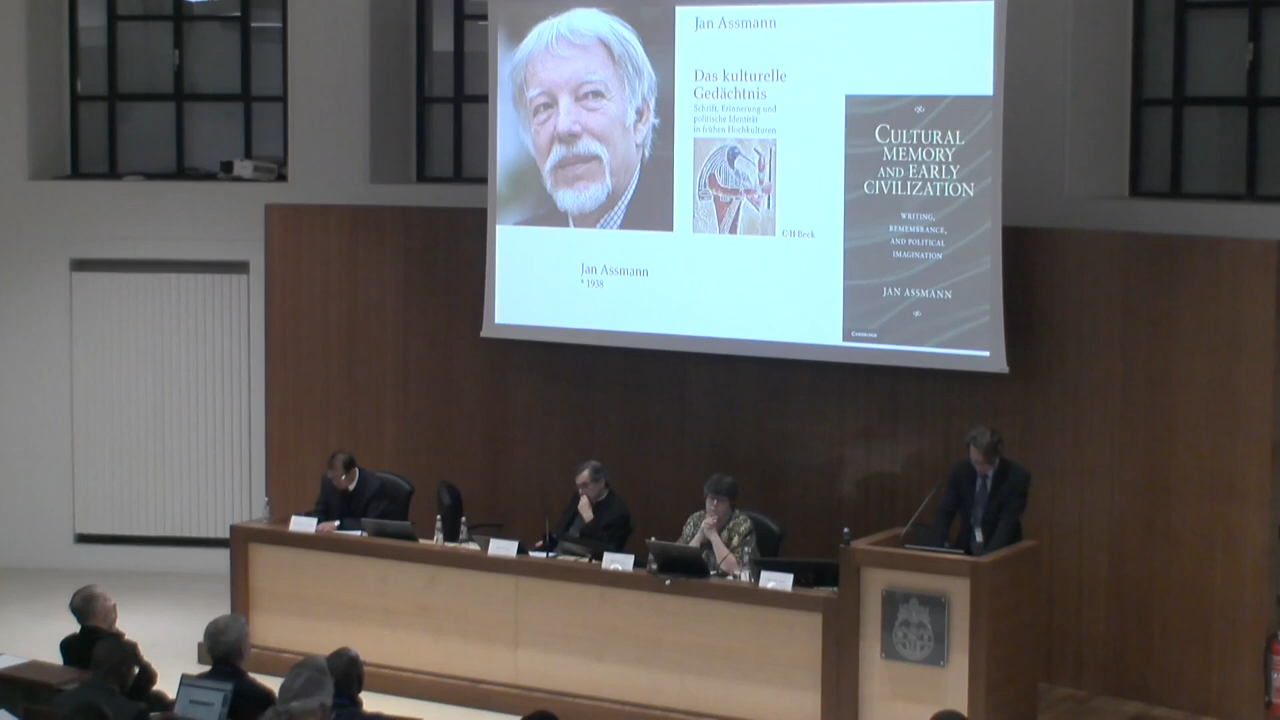 Jan Assmann
Das kulturelle
Gedächtnis
Schrift, Erinnerung und
politische Identität
in frühen Hochkulturen
C·H·Beck
CULTURAL
MEMORY
AND EARLY
CIVILIZATION
WRITING,
REMEMBRANCE,
AND POLITICAL
IMAGINATION
JAN ASSMANN
CAMBRIDGE
Jan Assmann
* 1938